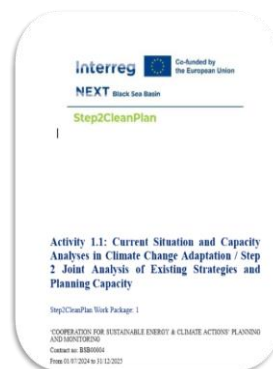 Interreg
Co-funded by
the European Union
NEXT Black Sea Basin
Step2CleanPlan
Activity 1.1: Current Situation and Capacity
Analyses in Climate Change Adaptation / Step
2 Joint Analysis of Existing Strategies and
Planning Capacity
Step2CleanPlan Work Package: 1
'COOPERATION FOR SUSTAINABLE ENERGY & CLIMATE ACTIONS' PLANNING
AND MONITORING
Contract no: BSB00804
From 01/07/2024 to 31/12/2025